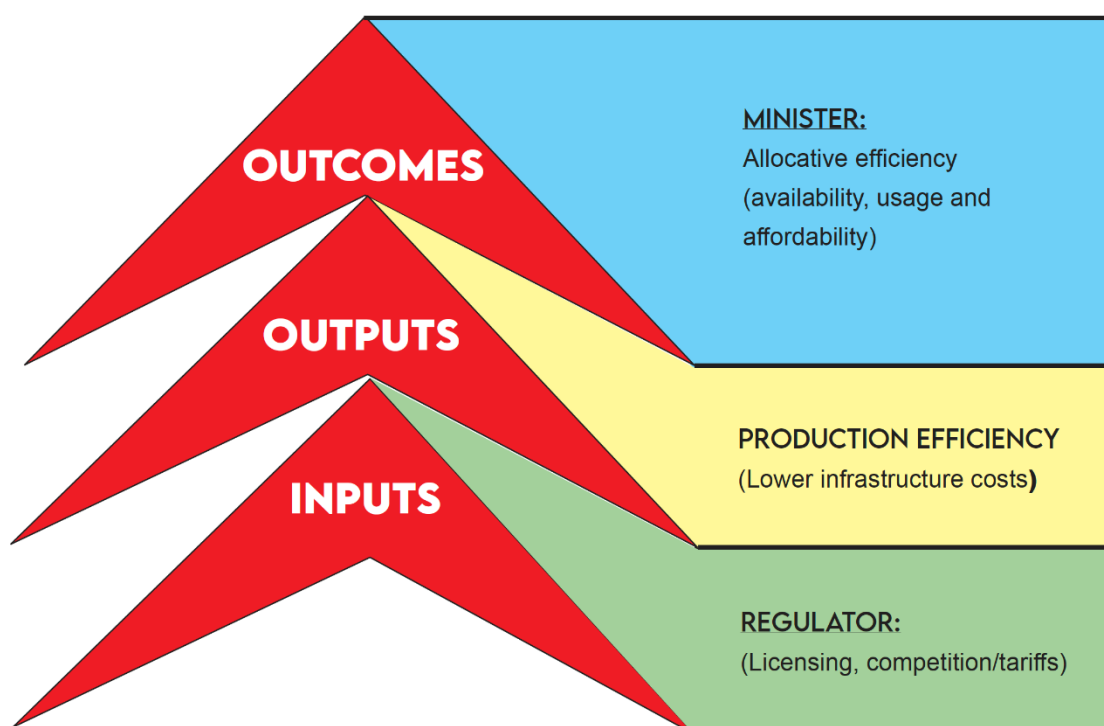 OUTCOMES
MINISTER:
Allocative efficiency
(availability, usage and
affordability)
OUTPUTS
PRODUCTION EFFICIENCY
(Lower infrastructure costs)
INPUTS
REGULATOR:
(Licensing, competition/tariffs)